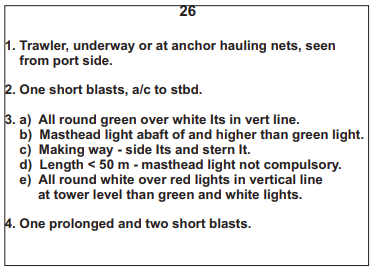 26
1. Trawler, underway or at anchor hauling nets, seen
from port side.
2. One short blasts, a/c to stbd.
3. a) All round green over white lts in vert line.
b) Masthead light abaft of and higher than green light.
c) Making way - side lts and stern lt.
d) Length < 50 m - masthead light not compulsory.
e) All round white over red lights in vertical line
at tower level than green and white lights.
4. One prolonged and two short blasts.